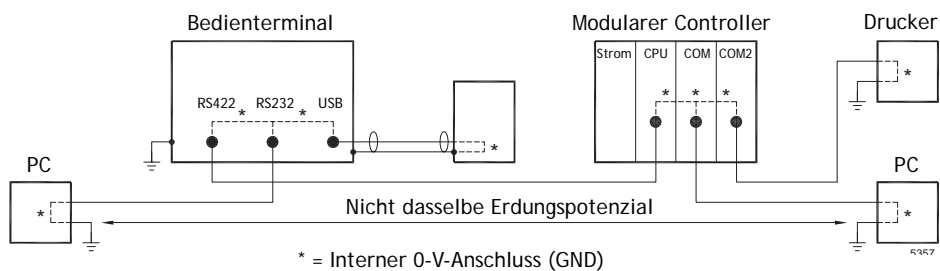 Bedienterminal
Modularer Controller
Drucker
Strom CPU COM COM2
*
* * *
RS422 RS232 USB
* *
*
PC
PC
*
*
Nicht dasselbe Erdungspotenzial
* = Interner 0-V-Anschluss (GND)
5357